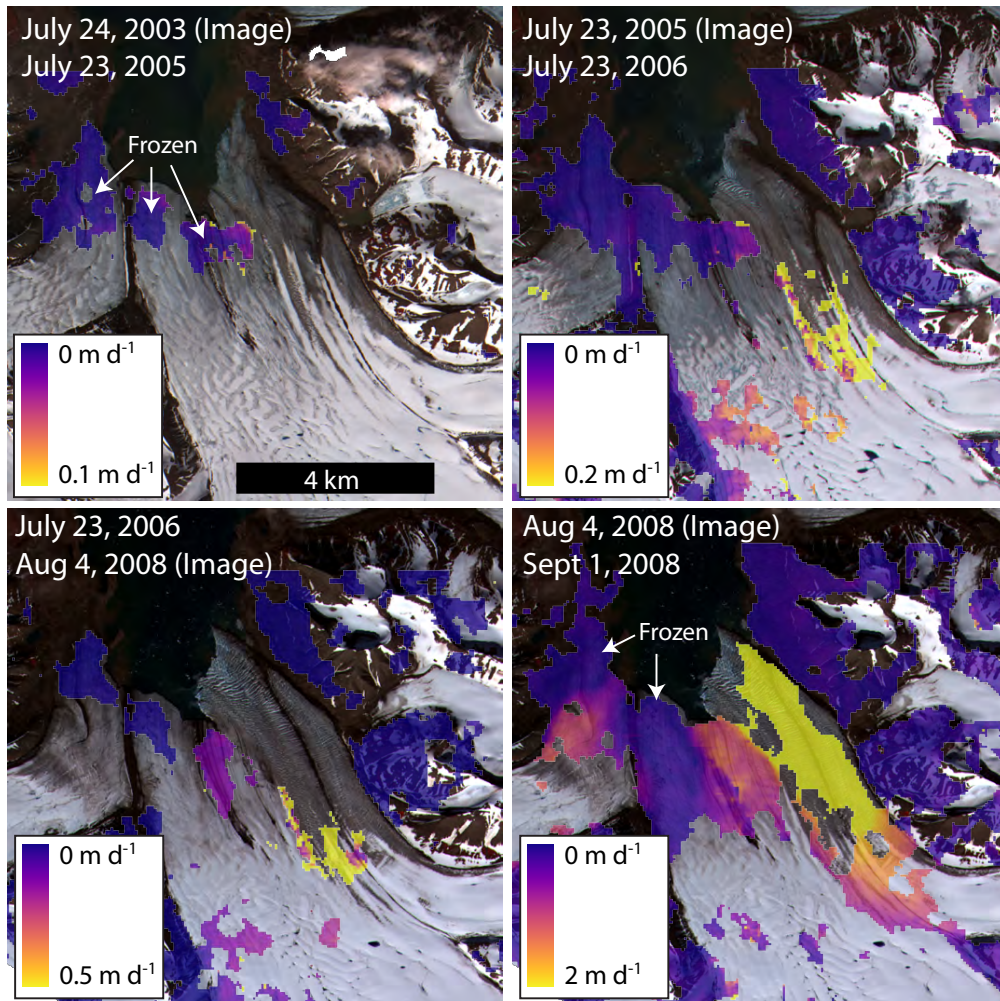 July 24, 2003 (Image)
July 23, 2005
Frozen
0 m d-1
0.1 m d-1
4 km
July 23, 2005 (Image)
July 23, 2006
0 m d-1
0.2 m d-1
July 23, 2006
Aug 4, 2008 (Image)
0 m d-1
0.5 m d-1
Aug 4, 2008 (Image)
Sept 1, 2008
Frozen
0 m d-1
2 m d-1